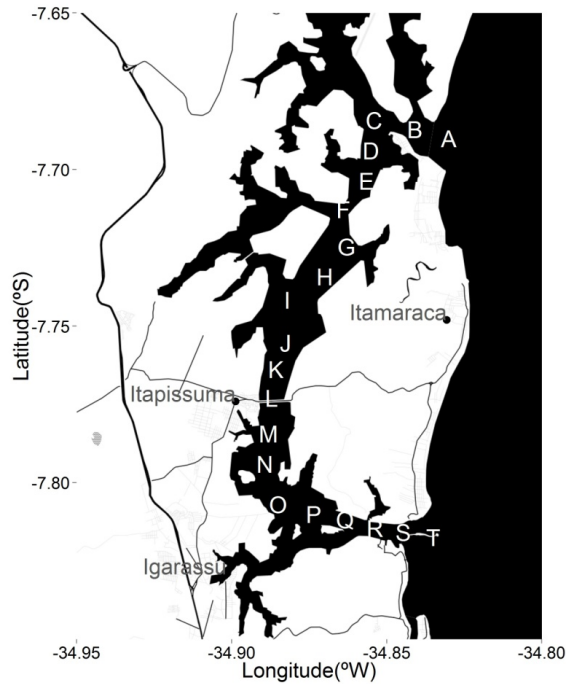 -7.65
C
B
A
D
-7.70
E
F
G
H
I
Itamaraca
-7.75
J
K
Itapissuma
L
M
N
-7.80
O
P
Q
R
S
T
Igarassu
-34.95
-34.90
-34.85
-34.80
Latitude(ºS)
Longitude(ºW)